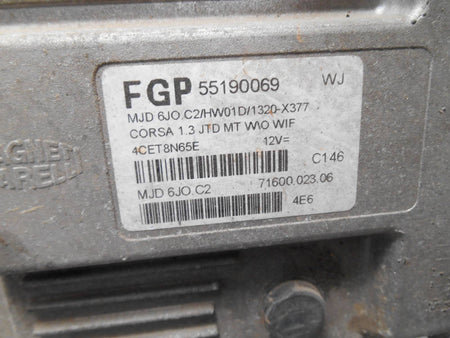 FGP 55190069 WJ
MJD 6JO.C2/HW01D/1320-X377
CORSA 1.3 JTD MT W\O WIF
4CET8N65E 12V=
C146
MJD 6JO.C2 71600.023.06
4E6